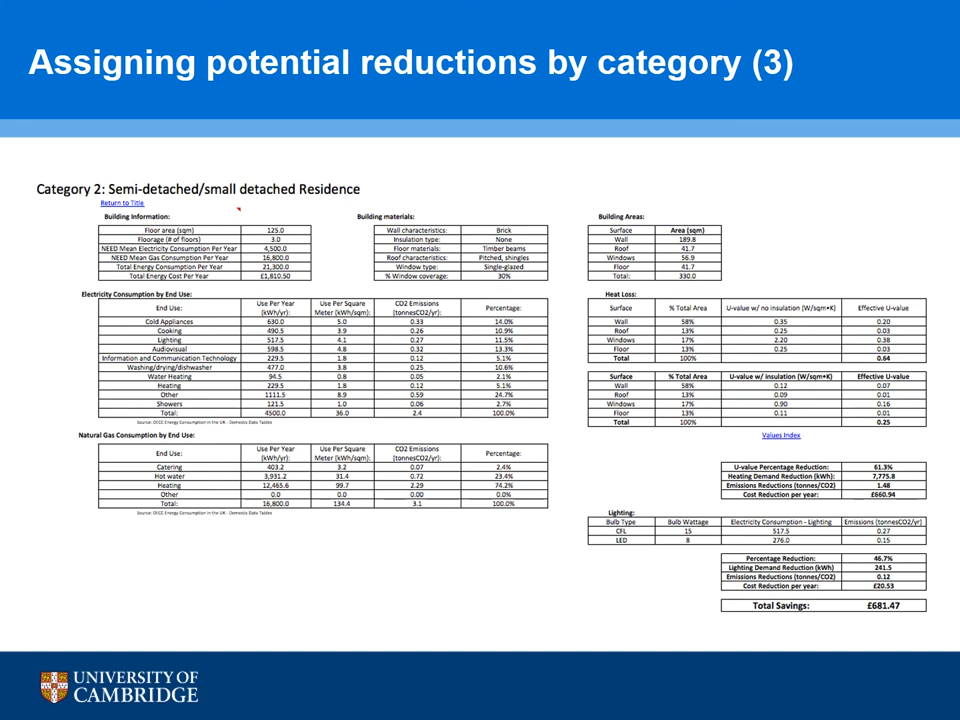 Assigning potential reductions by category (3)
Category 2: Semi-detached/small detached Residence
Return to Title
Building Information:
Floor area (sqm) 125.0
Floorage (# of floors) 3.0
NEED Mean Electricity Consumption Per Year 4,500.0
NEED Mean Gas Consumption Per Year 16,800.0
Total Energy Consumption Per Year 21,300.0
Total Energy Cost Per Year £1,810.50
Building materials:
Wall characteristics: Brick
Insulation type: None
Floor materials: Timber beams
Roof characteristics: Pitched, shingles
Window type: Single-glazed
% Window coverage: 30%
Building Areas:
Surface Area (sqm)
Wall 189.8
Roof 41.7
Windows 56.9
Floor 41.7
Total: 330.0
Electricity Consumption by End Use:
End Use: Use Per Year (kWh/yr): Use Per Square Meter (kWh/sqm): CO2 Emissions (tonnesCO2/yr): Percentage:
Cold Appliances 630.0 5.0 0.33 14.0%
Cooking 490.5 3.9 0.26 10.9%
Lighting 517.5 4.1 0.27 11.5%
Audiovisual 598.5 4.8 0.32 13.3%
Information and Communication Technology 229.5 1.8 0.12 5.1%
Washing/drying/dishwasher 477.0 3.8 0.25 10.6%
Water Heating 94.5 0.8 0.05 2.1%
Heating 229.5 1.8 0.12 5.1%
Other 1111.5 8.9 0.59 24.7%
Showers 121.5 1.0 0.06 2.7%
Total: 4500.0 36.0 2.4 100.0%
Source: DECC Energy Consumption in the UK - Domestic Data Tables
Natural Gas Consumption by End Use:
End Use: Use Per Year (kWh/yr): Use Per Square Meter (kWh/sqm): CO2 Emissions (tonnesCO2/yr): Percentage:
Catering 403.2 3.2 0.07 2.4%
Hot water 3,931.2 31.4 0.72 23.4%
Heating 12,465.6 99.7 2.29 74.2%
Other 0.0 0.0 0.00 0.0%
Total: 16,800.0 134.4 3.1 100.0%
Source: DECC Energy Consumption in the UK - Domestic Data Tables
Heat Loss:
Surface % Total Area U-value w/ no insulation (W/sqm•K) Effective U-value
Wall 58% 0.35 0.20
Roof 13% 0.25 0.03
Windows 17% 2.20 0.38
Floor 13% 0.25 0.03
Total 100% 0.64
Surface % Total Area U-value w/ insulation (W/sqm•K) Effective U-value
Wall 58% 0.12 0.07
Roof 13% 0.09 0.01
Windows 17% 0.90 0.16
Floor 13% 0.11 0.01
Total 100% 0.25
Values Index
U-value Percentage Reduction: 61.3%
Heating Demand Reduction (kWh): 7,775.8
Emissions Reductions (tonnes/CO2) 1.48
Cost Reduction per year: £660.94
Lighting:
Bulb Type Bulb Wattage Electricity Consumption - Lighting Emissions (tonnesCO2/yr)
CFL 15 517.5 0.27
LED 8 276.0 0.15
Percentage Reduction: 46.7%
Lighting Demand Reduction (kWh) 241.5
Emissions Reductions (tonnes/CO2) 0.12
Cost Reduction per year: £20.53
Total Savings: £681.47
UNIVERSITY OF
CAMBRIDGE